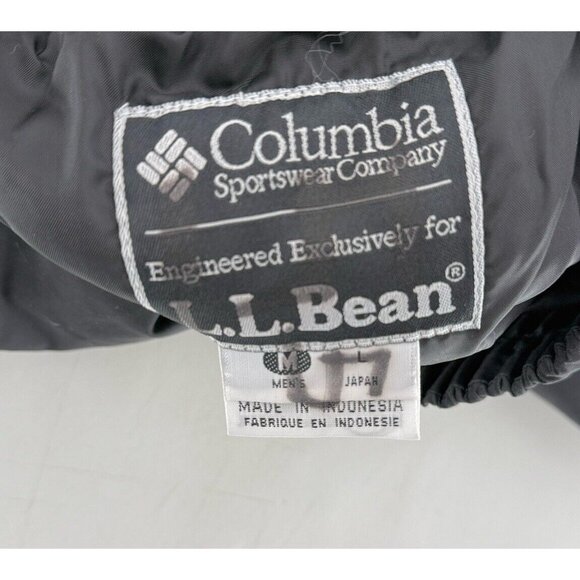 Columbia
Sportswear Company
Engineered Exclusively for
L.L.Bean®
M L
MEN'S JAPAN
MADE IN INDONESIA
FABRIQUE EN INDONESIE